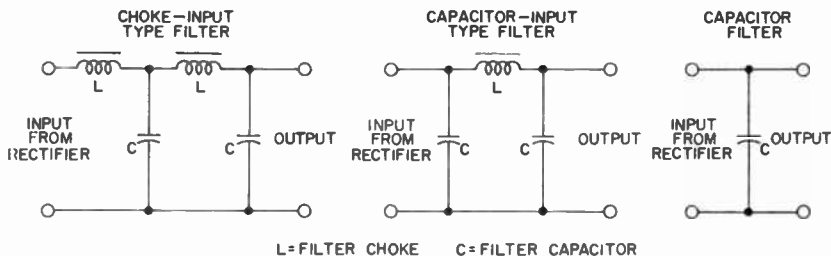 CHOKE-INPUT
TYPE FILTER
L
L
INPUT
FROM
RECTIFIER
C
C
OUTPUT
CAPACITOR-INPUT
TYPE FILTER
L
INPUT
FROM
RECTIFIER
C
C
OUTPUT
CAPACITOR
FILTER
INPUT
FROM
RECTIFIER
C
OUTPUT
L=FILTER CHOKE C=FILTER CAPACITOR